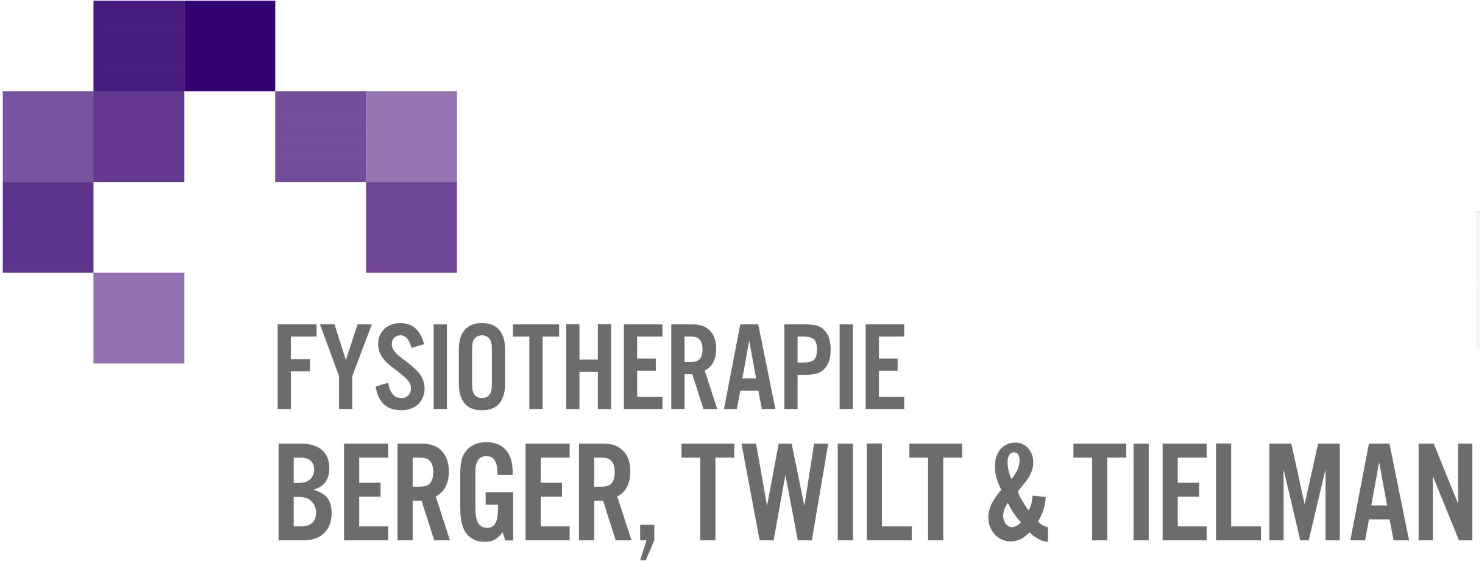 FYSIOTHERAPIE
BERGER, TWILT & TIELMAN